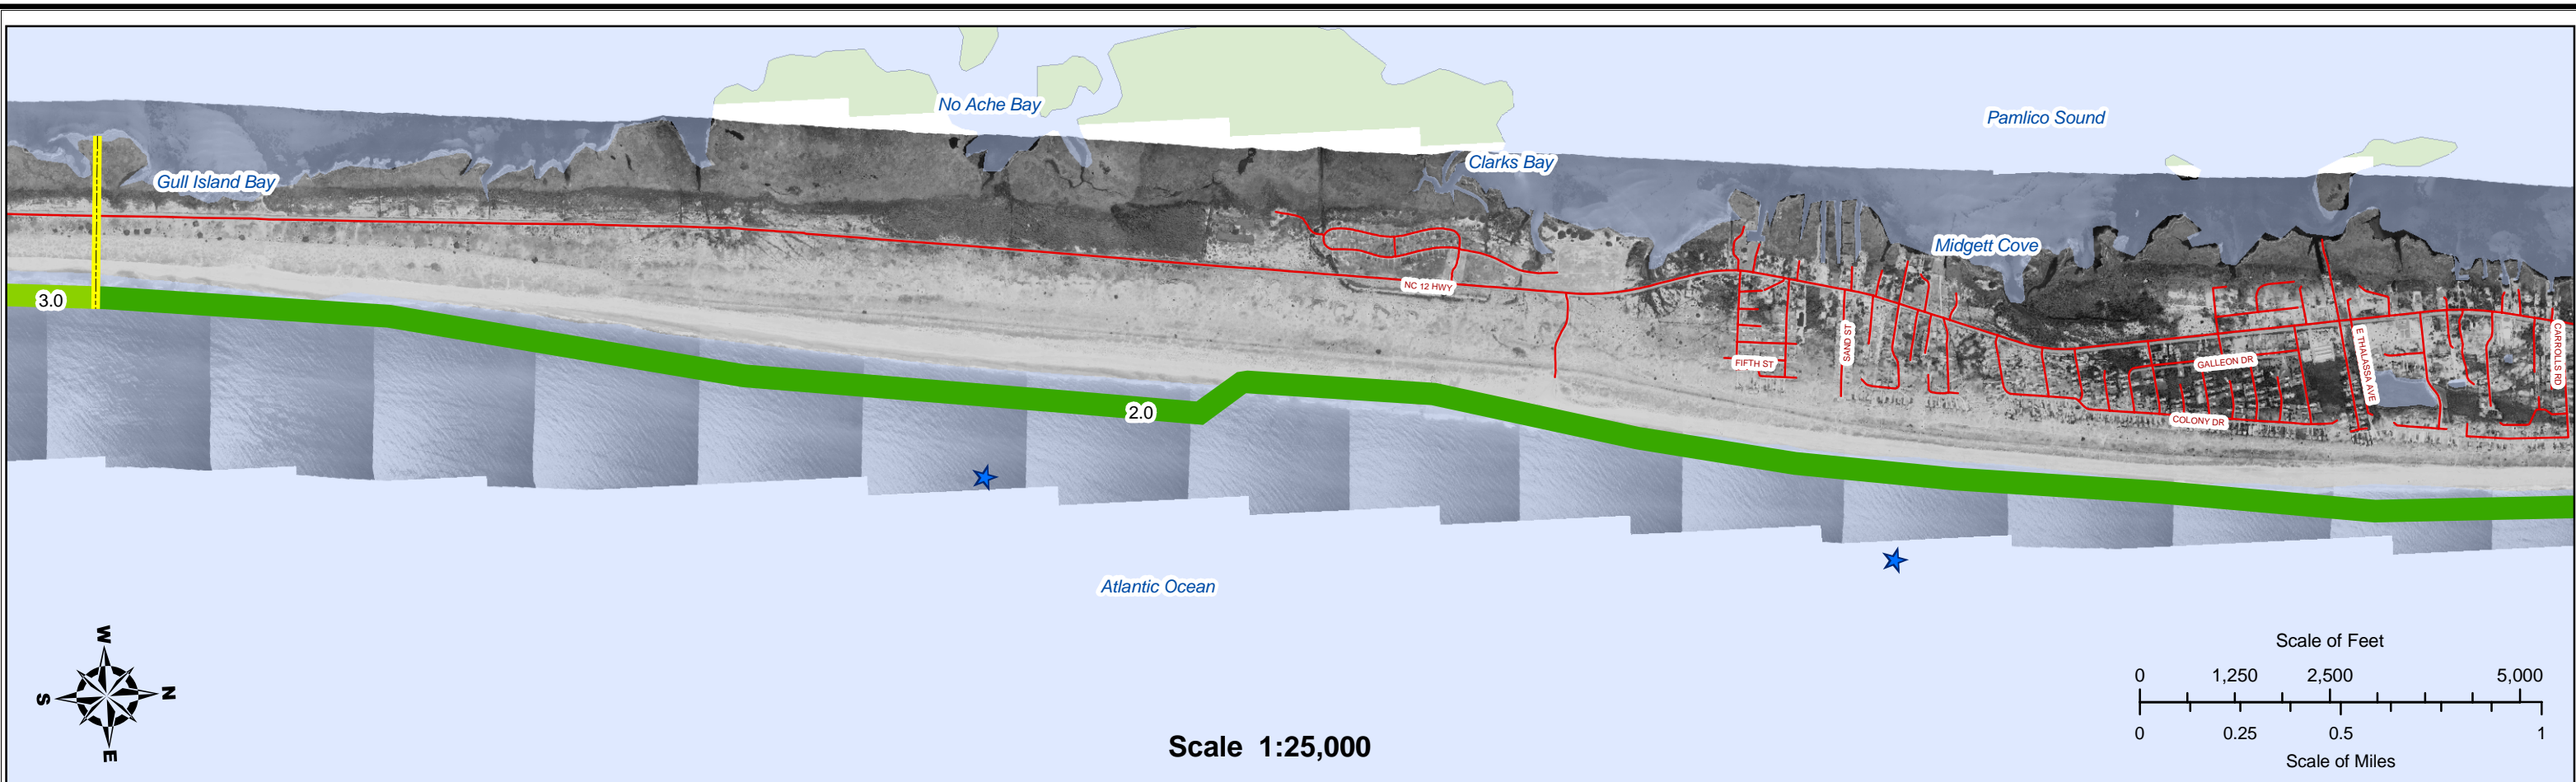 No Ache Bay
Pamlico Sound
Clarks Bay
Gull Island Bay
Midgett Cove
NC 12 HWY
3.0
SAND ST
FIFTH ST
GALLEON DR
E THALASSA AVE
CARROLLS RD
2.0
COLONY DR
Atlantic Ocean
W
S
N
E
Scale of Feet
0 1,250 2,500 5,000
0 0.25 0.5 1
Scale of Miles
Scale 1:25,000